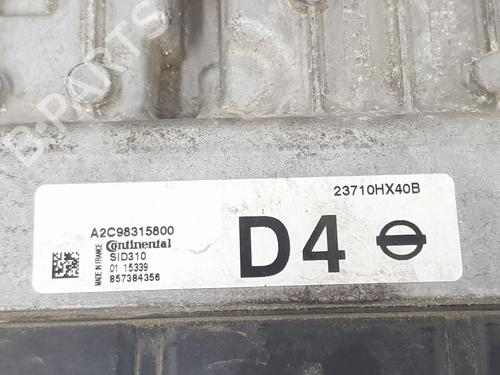 B-PARTS
23710HX40B
A2C98315800
MADE IN FRANCE
Continental
SID310
01 15339
857384356
D4